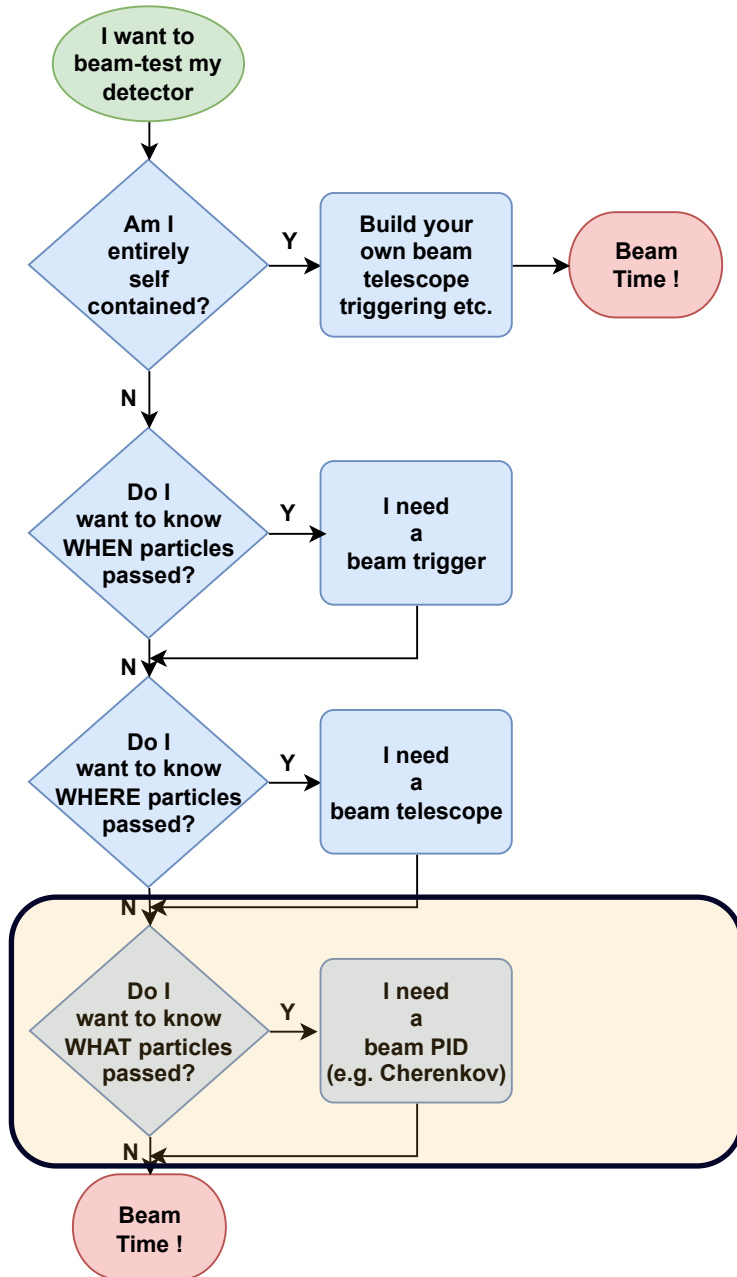 I want to
beam-test my
detector
Am I
entirely
self
contained?
Y
Build your
own beam
telescope
triggering etc.
Beam
Time !
N
Do I
want to know
WHEN particles
passed?
Y
I need
a
beam trigger
N
Do I
want to know
WHERE particles
passed?
Y
I need
a
beam telescope
N
Do I
want to know
WHAT particles
passed?
Y
I need
a
beam PID
(e.g. Cherenkov)
N
Beam
Time !